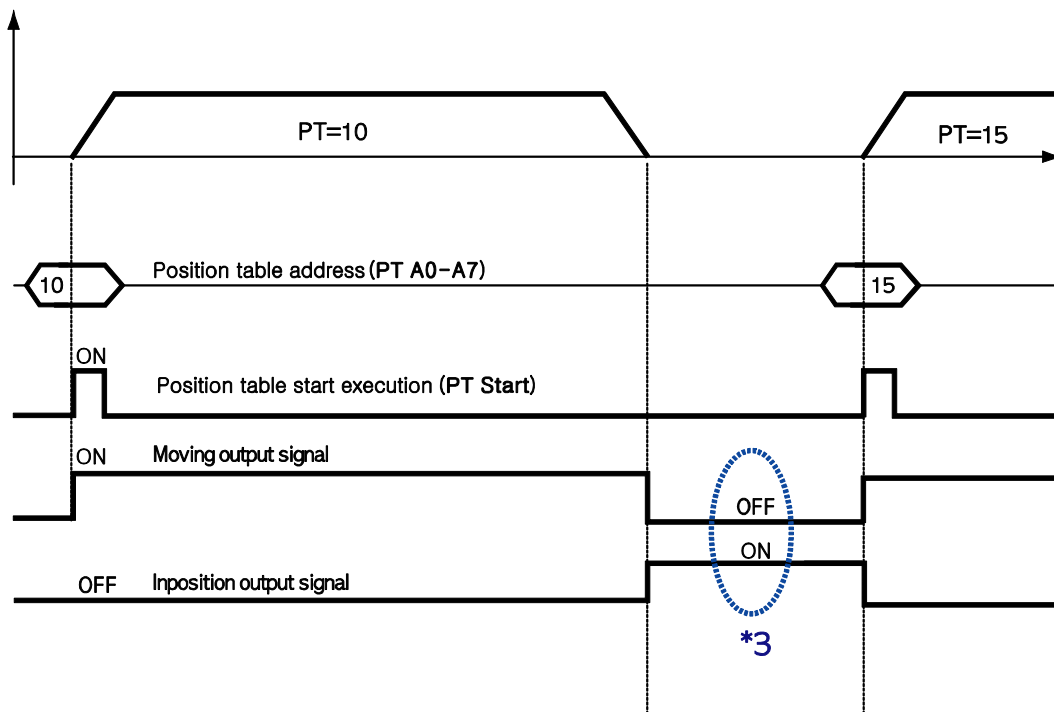 PT=10
PT=15
Position table address (PT A0-A7)
10
15
ON
Position table start execution (PT Start)
ON
Moving output signal
OFF
ON
OFF
Inposition output signal
*3